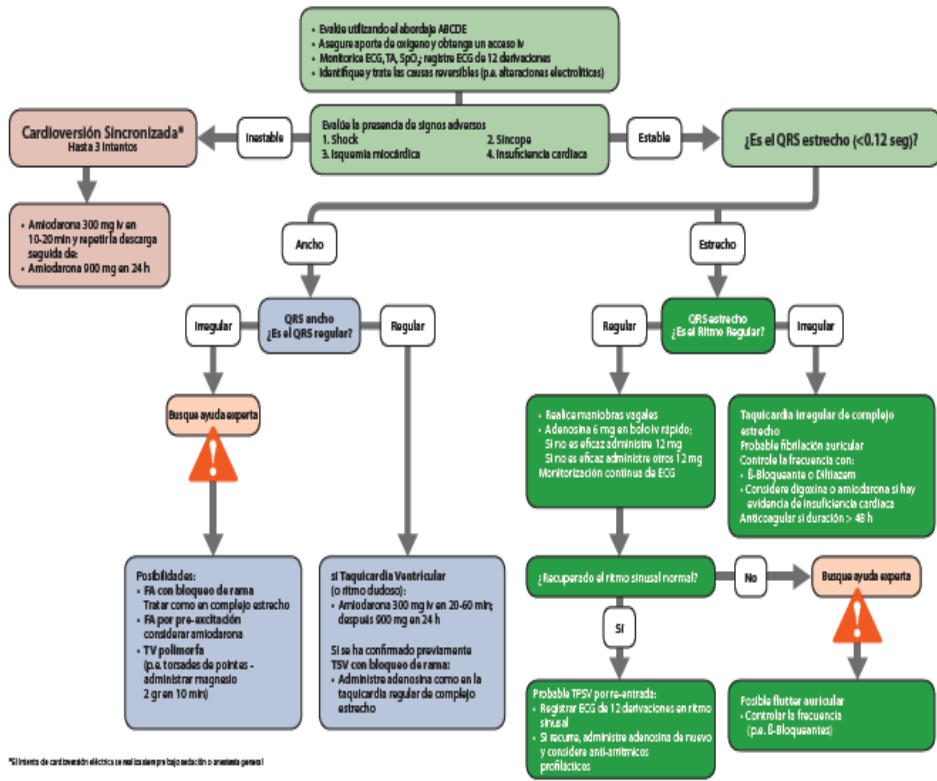 • Evalúe utilizando el abordaje ABCDE
• Asegure aporte de oxígeno y obtenga un acceso iv
• Monitorice ECG, TA, SpO₂; registre ECG de 12 derivaciones
• Identifique y trate las causas reversibles (p.e. alteraciones electrolíticas)
Cardioversión Sincronizada*
Hasta 3 intentos
Inestable
Evalúe la presencia de signos adversos
1. Shock 2. Síncope
3. Isquemia miocárdica 4. Insuficiencia cardiaca
Estable
¿Es el QRS estrecho (<0.12 seg)?
• Amiodarona 300 mg iv en
10-20 min y repetir la descarga
seguida de:
• Amiodarona 900 mg en 24 h
Ancho
Estrecho
Irregular
QRS ancho
¿Es el QRS regular?
Regular
Regular
QRS estrecho
¿Es el Ritmo Regular?
Irregular
Busque ayuda experta
!
• Realice maniobras vagales
• Adenosina 6 mg en bolo iv rápido;
Si no es eficaz administre 12 mg
Si no es eficaz administre otros 12 mg
Monitorización continua de ECG
Taquicardia irregular de complejo
estrecho
Probable fibrilación auricular
Controle la frecuencia con:
• ß-Bloqueante o Diltiazem
• Considere digoxina o amiodarona si hay
evidencia de insuficiencia cardiaca
Anticoagular si duración > 48 h
Posibilidades:
• FA con bloqueo de rama
Tratar como en complejo estrecho
• FA por pre-excitación
considerar amiodarona
• TV polimorfa
(p.e. torsades de pointes -
administrar magnesio
2 gr en 10 min)
si Taquicardia Ventricular
(o ritmo dudoso):
• Amiodarona 300 mg iv en 20-60 min;
después 900 mg en 24 h
Si se ha confirmado previamente
TSV con bloqueo de rama:
• Administre adenosina como en la
taquicardia regular de complejo
estrecho
¿Recuperado el ritmo sinusal normal?
No
Busque ayuda experta
!
Sí
Probable TPSV por re-entrada:
• Registrar ECG de 12 derivaciones en ritmo
sinusal
• Si recurre, administre adenosina de nuevo
y considere anti-arrítmicos
profilácticos
Posible flutter auricular
• Controlar la frecuencia
(p.e. ß-Bloqueantes)
*El intento de cardioversión eléctrica se realiza siempre bajo sedación o anestesia general